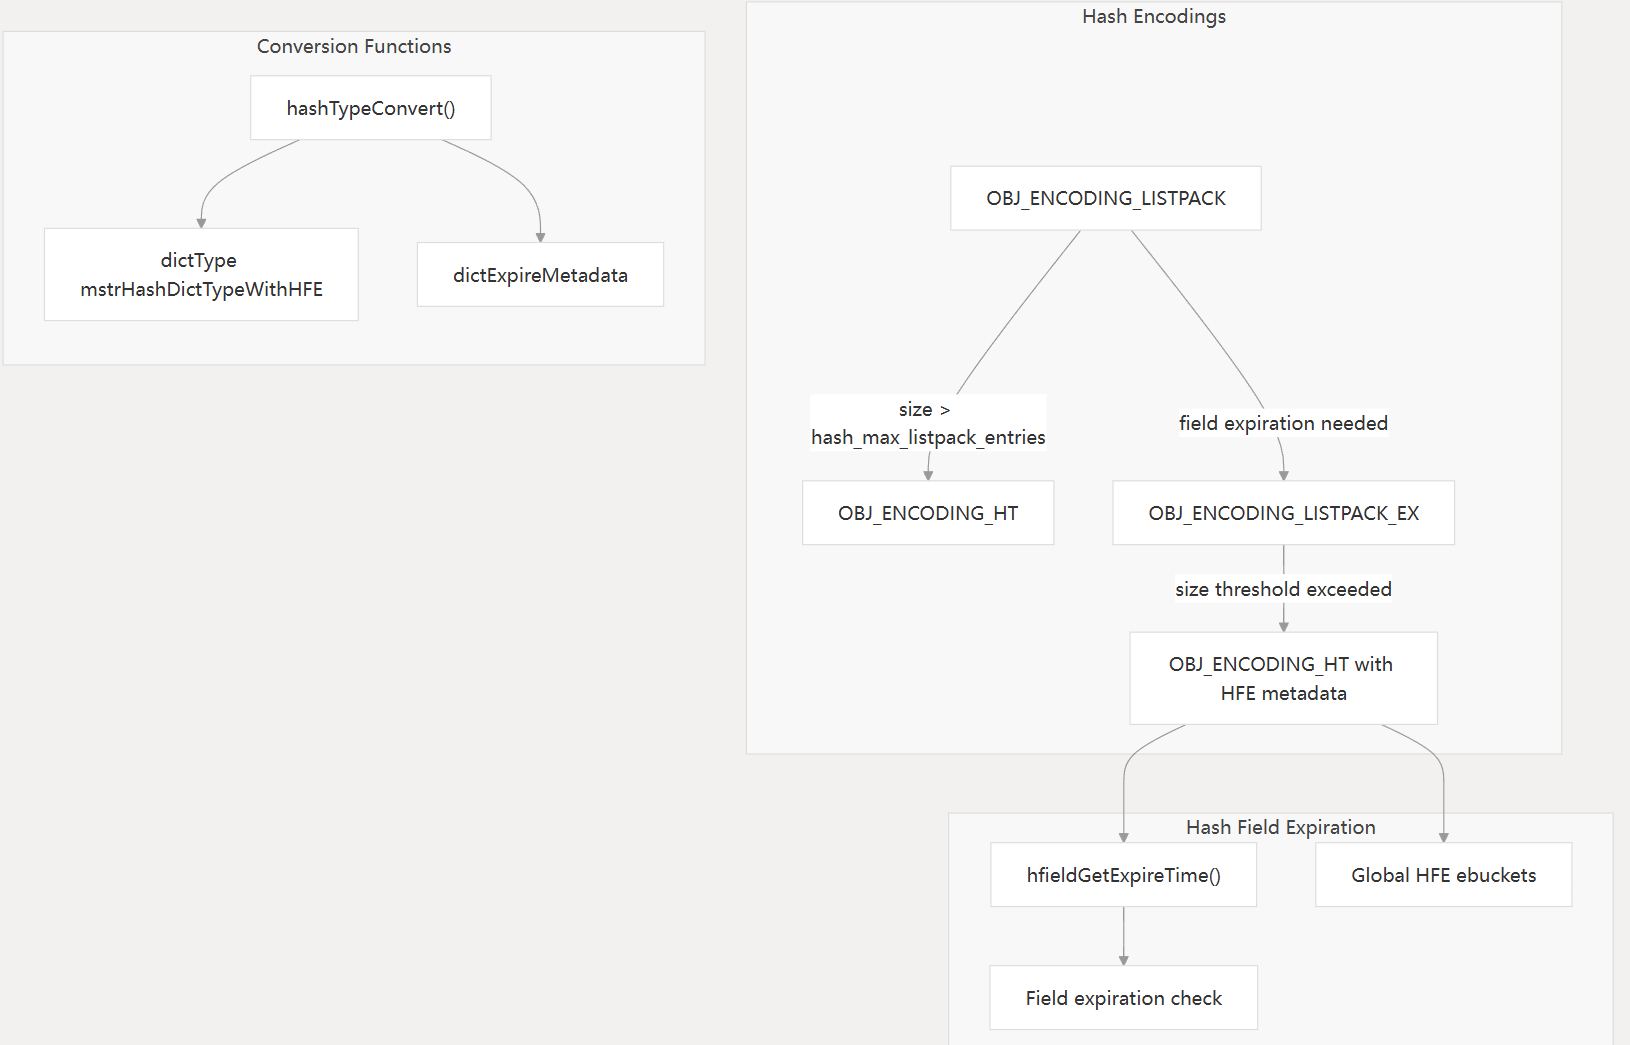 Conversion Functions
hashTypeConvert()
dictType
mstrHashDictTypeWithHFE
dictExpireMetadata
Hash Encodings
OBJ_ENCODING_LISTPACK
size >
hash_max_listpack_entries
field expiration needed
OBJ_ENCODING_HT
OBJ_ENCODING_LISTPACK_EX
size threshold exceeded
OBJ_ENCODING_HT with
HFE metadata
Hash Field Expiration
hfieldGetExpireTime()
Global HFE ebuckets
Field expiration check